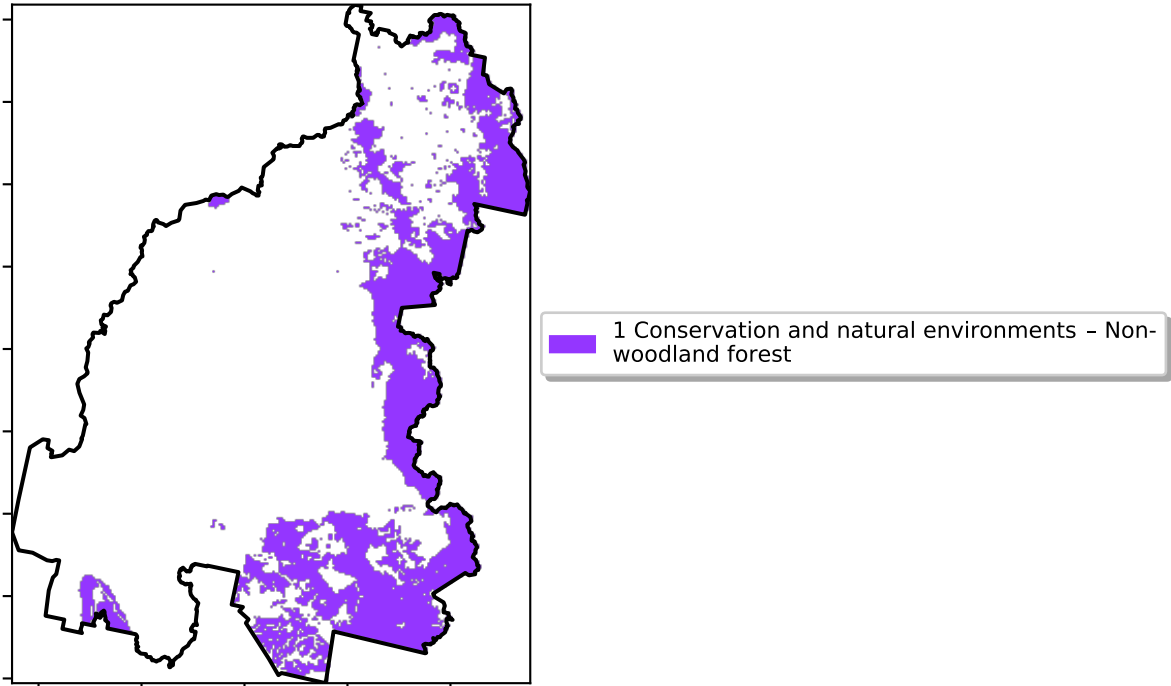 1 Conservation and natural environments – Non-
woodland forest